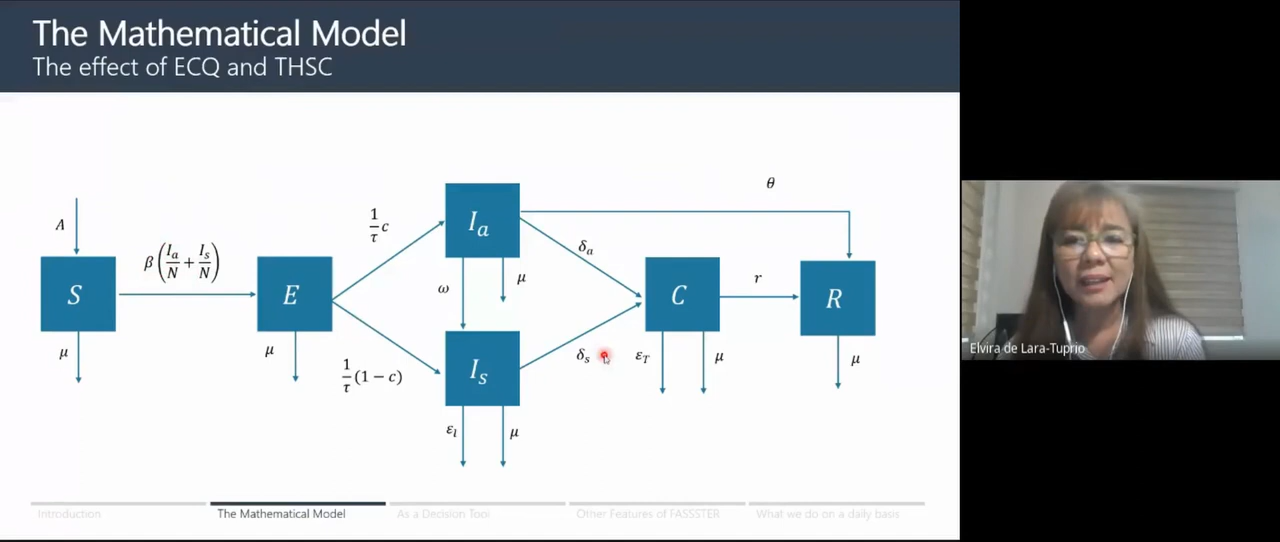 The Mathematical Model
The effect of ECQ and THSC
A
S
μ
β(I_a/N + I_s/N)
E
μ
1/τ c
1/τ (1 − c)
I_a
ω
μ
I_s
ε_I
μ
δ_a
δ_s
θ
C
ε_T
μ
r
R
μ
Elvira de Lara-Tuprio
Introduction
The Mathematical Model
As a Decision Tool
Other Features of FASSSTER
What we do on a daily basis